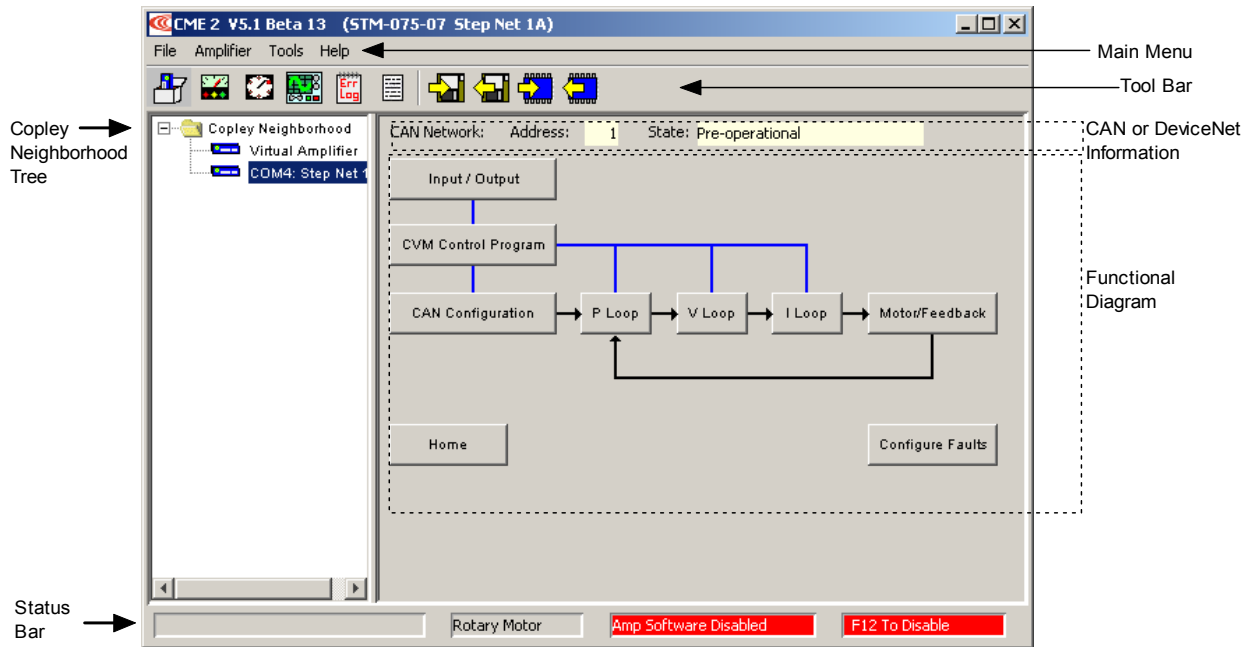 CME 2 V5.1 Beta 13 (STM-075-07 Step Net 1A)
File Amplifier Tools Help
Main Menu
Err Log
Tool Bar
Copley
Neighborhood
Tree
Copley Neighborhood
Virtual Amplifier
COM4: Step Net 1
CAN Network: Address: 1 State: Pre-operational
CAN or DeviceNet
Information
Input / Output
CVM Control Program
CAN Configuration
P Loop
V Loop
I Loop
Motor/Feedback
Functional
Diagram
Home
Configure Faults
Status
Bar
Rotary Motor
Amp Software Disabled
F12 To Disable